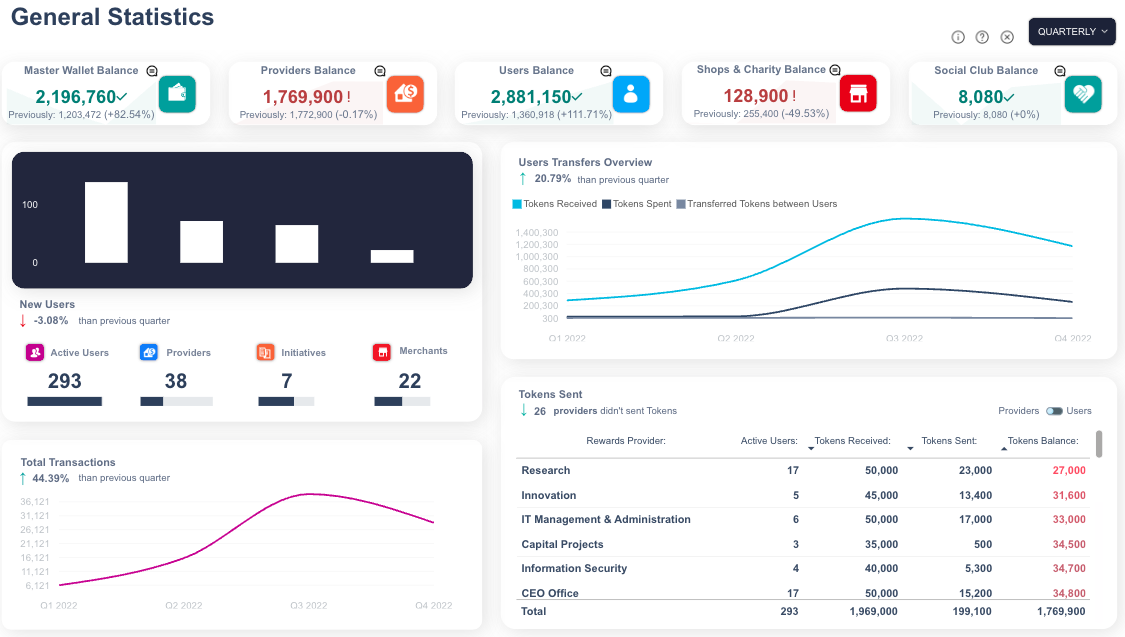 General Statistics
QUARTERLY
Master Wallet Balance
2,196,760
Previously: 1,203,472 (+82.54%)
Providers Balance
1,769,900 !
Previously: 1,772,900 (-0.17%)
Users Balance
2,881,150
Previously: 1,360,918 (+111.71%)
Shops & Charity Balance
128,900 !
Previously: 255,400 (-49.53%)
Social Club Balance
8,080
Previously: 8,080 (+0%)
100
0
New Users
-3.08% than previous quarter
Active Users
293
Providers
38
Initiatives
7
Merchants
22
Total Transactions
44.39% than previous quarter
36,121
31,121
26,121
21,121
16,121
11,121
6,121
Q1 2022 Q2 2022 Q3 2022 Q4 2022
Users Transfers Overview
20.79% than previous quarter
Tokens Received Tokens Spent Transferred Tokens between Users
1,400,300
1,200,300
1,000,300
800,300
600,300
400,300
200,300
300
Q1 2022 Q2 2022 Q3 2022 Q4 2022
Tokens Sent
26 providers didn't sent Tokens
Providers Users
Rewards Provider: Active Users: Tokens Received: Tokens Sent: Tokens Balance:
Research 17 50,000 23,000 27,000
Innovation 5 45,000 13,400 31,600
IT Management & Administration 6 50,000 17,000 33,000
Capital Projects 3 35,000 500 34,500
Information Security 4 40,000 5,300 34,700
CEO Office 17 50,000 15,200 34,800
Total 293 1,969,000 199,100 1,769,900